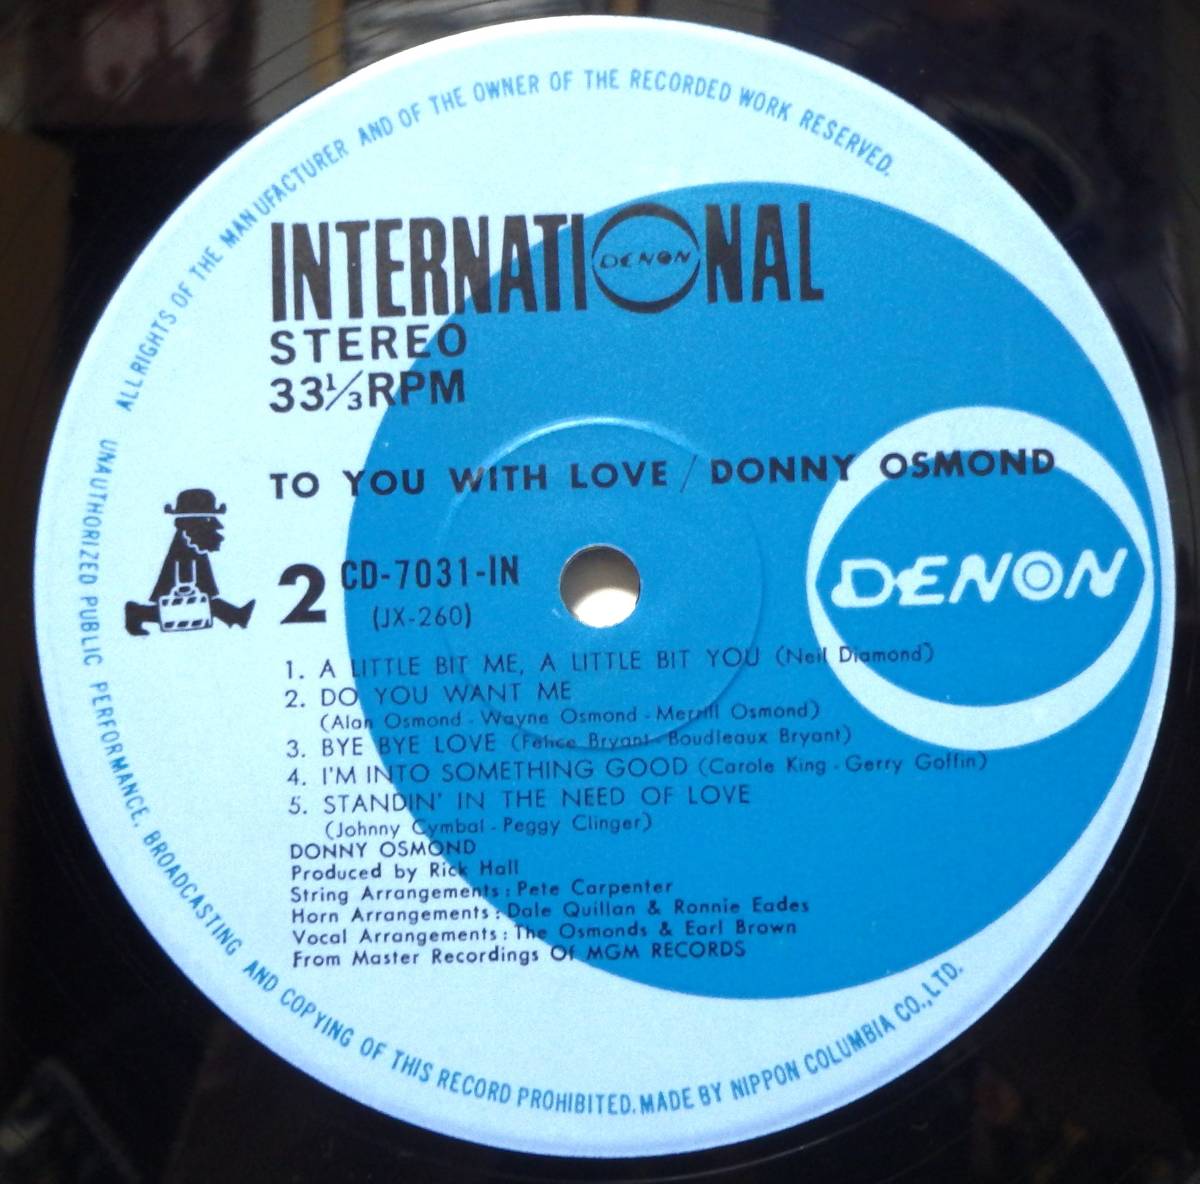 ALL RIGHTS OF THE MANUFACTURER AND OF THE OWNER OF THE RECORDED WORK RESERVED.
INTERNATIONAL
DENON
STEREO
33⅓RPM
TO YOU WITH LOVE / DONNY OSMOND
DENON
2 CD-7031-IN
(JX-260)
1. A LITTLE BIT ME, A LITTLE BIT YOU (Neil Diamond)
2. DO YOU WANT ME
(Alan Osmond - Wayne Osmond - Merrill Osmond)
3. BYE BYE LOVE (Felice Bryant - Boudleaux Bryant)
4. I'M INTO SOMETHING GOOD (Carole King - Gerry Goffin)
5. STANDIN' IN THE NEED OF LOVE
(Johnny Cymbal - Peggy Clinger)
DONNY OSMOND
Produced by Rick Hall
String Arrangements : Pete Carpenter
Horn Arrangements : Dale Quillan & Ronnie Eades
Vocal Arrangements : The Osmonds & Earl Brown
From Master Recordings Of MGM RECORDS
UNAUTHORIZED PUBLIC PERFORMANCE, BROADCASTING AND COPYING OF THIS RECORD PROHIBITED. MADE BY NIPPON COLUMBIA CO., LTD.